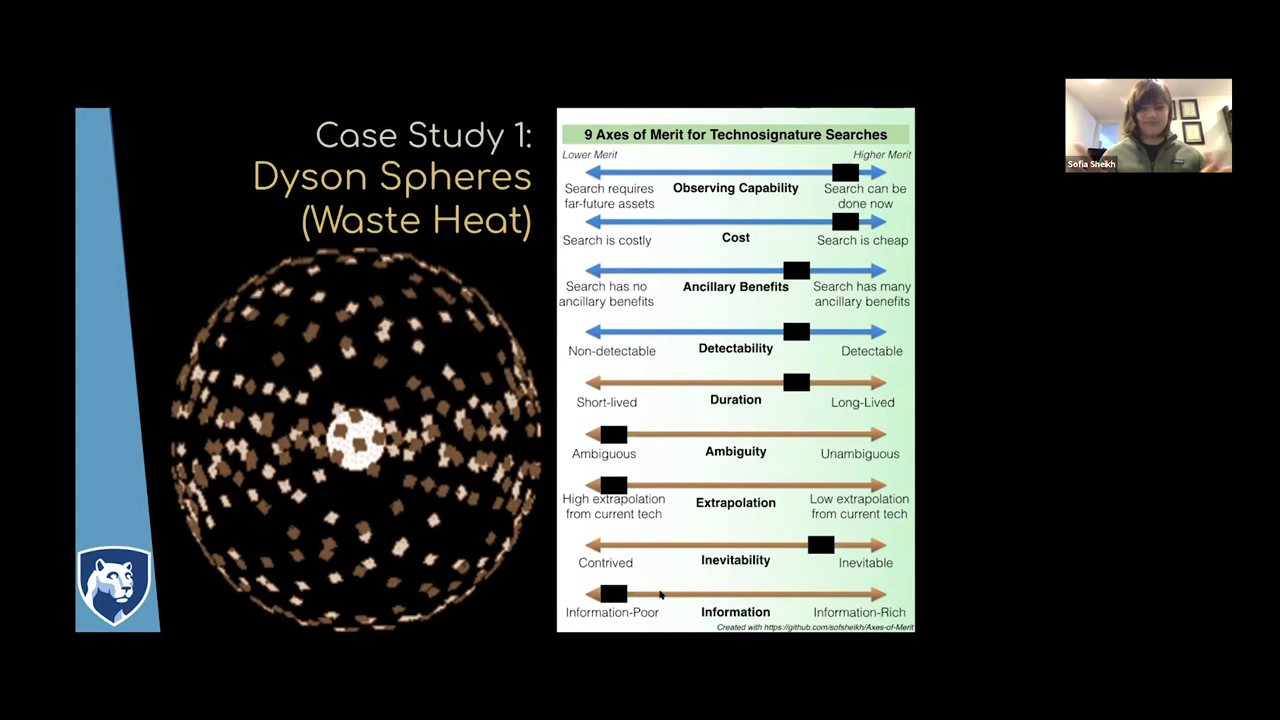 Case Study 1:
Dyson Spheres
(Waste Heat)
9 Axes of Merit for Technosignature Searches
Lower Merit
Higher Merit
Search requires
far-future assets
Observing Capability
Search can be
done now
Search is costly
Cost
Search is cheap
Search has no
ancillary benefits
Ancillary Benefits
Search has many
ancillary benefits
Non-detectable
Detectability
Detectable
Short-lived
Duration
Long-Lived
Ambiguous
Ambiguity
Unambiguous
High extrapolation
from current tech
Extrapolation
Low extrapolation
from current tech
Contrived
Inevitability
Inevitable
Information-Poor
Information
Information-Rich
Created with https://github.com/sofsheikh/Axes-of-Merit
Sofia Sheikh